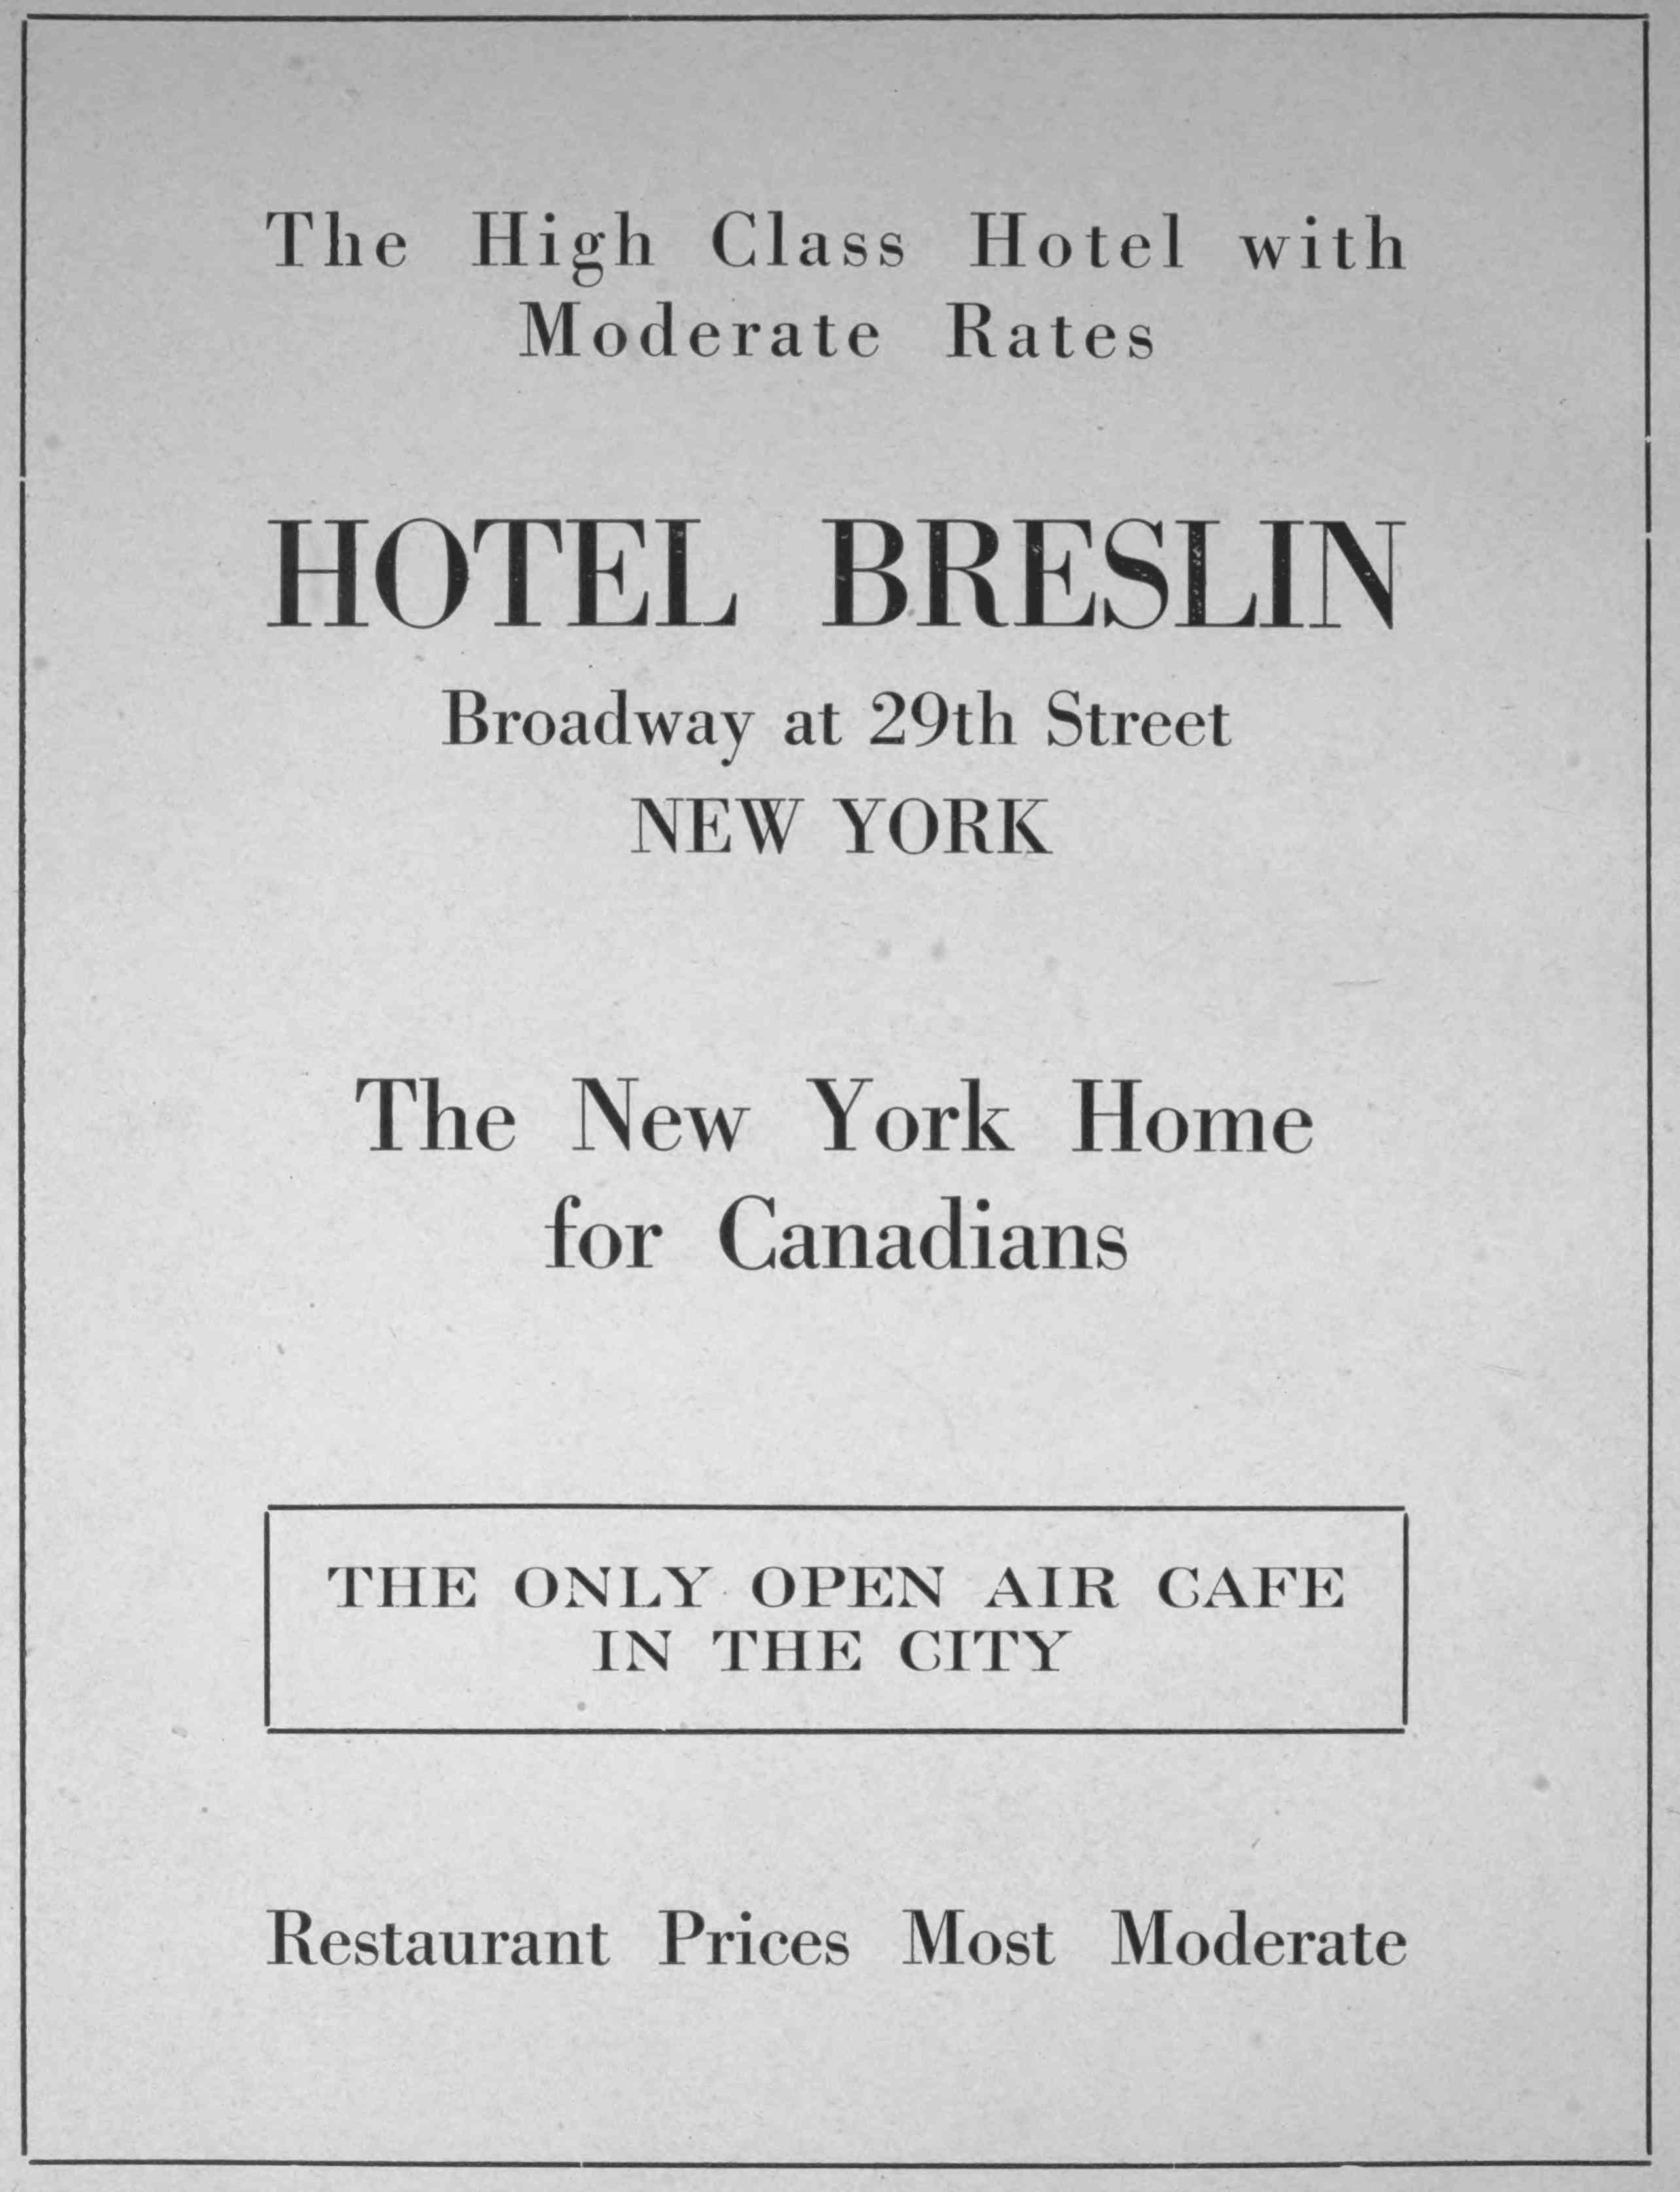 The High Class Hotel with
Moderate Rates
HOTEL BRESLIN
Broadway at 29th Street
NEW YORK
The New York Home
for Canadians
THE ONLY OPEN AIR CAFE
IN THE CITY
Restaurant Prices Most Moderate